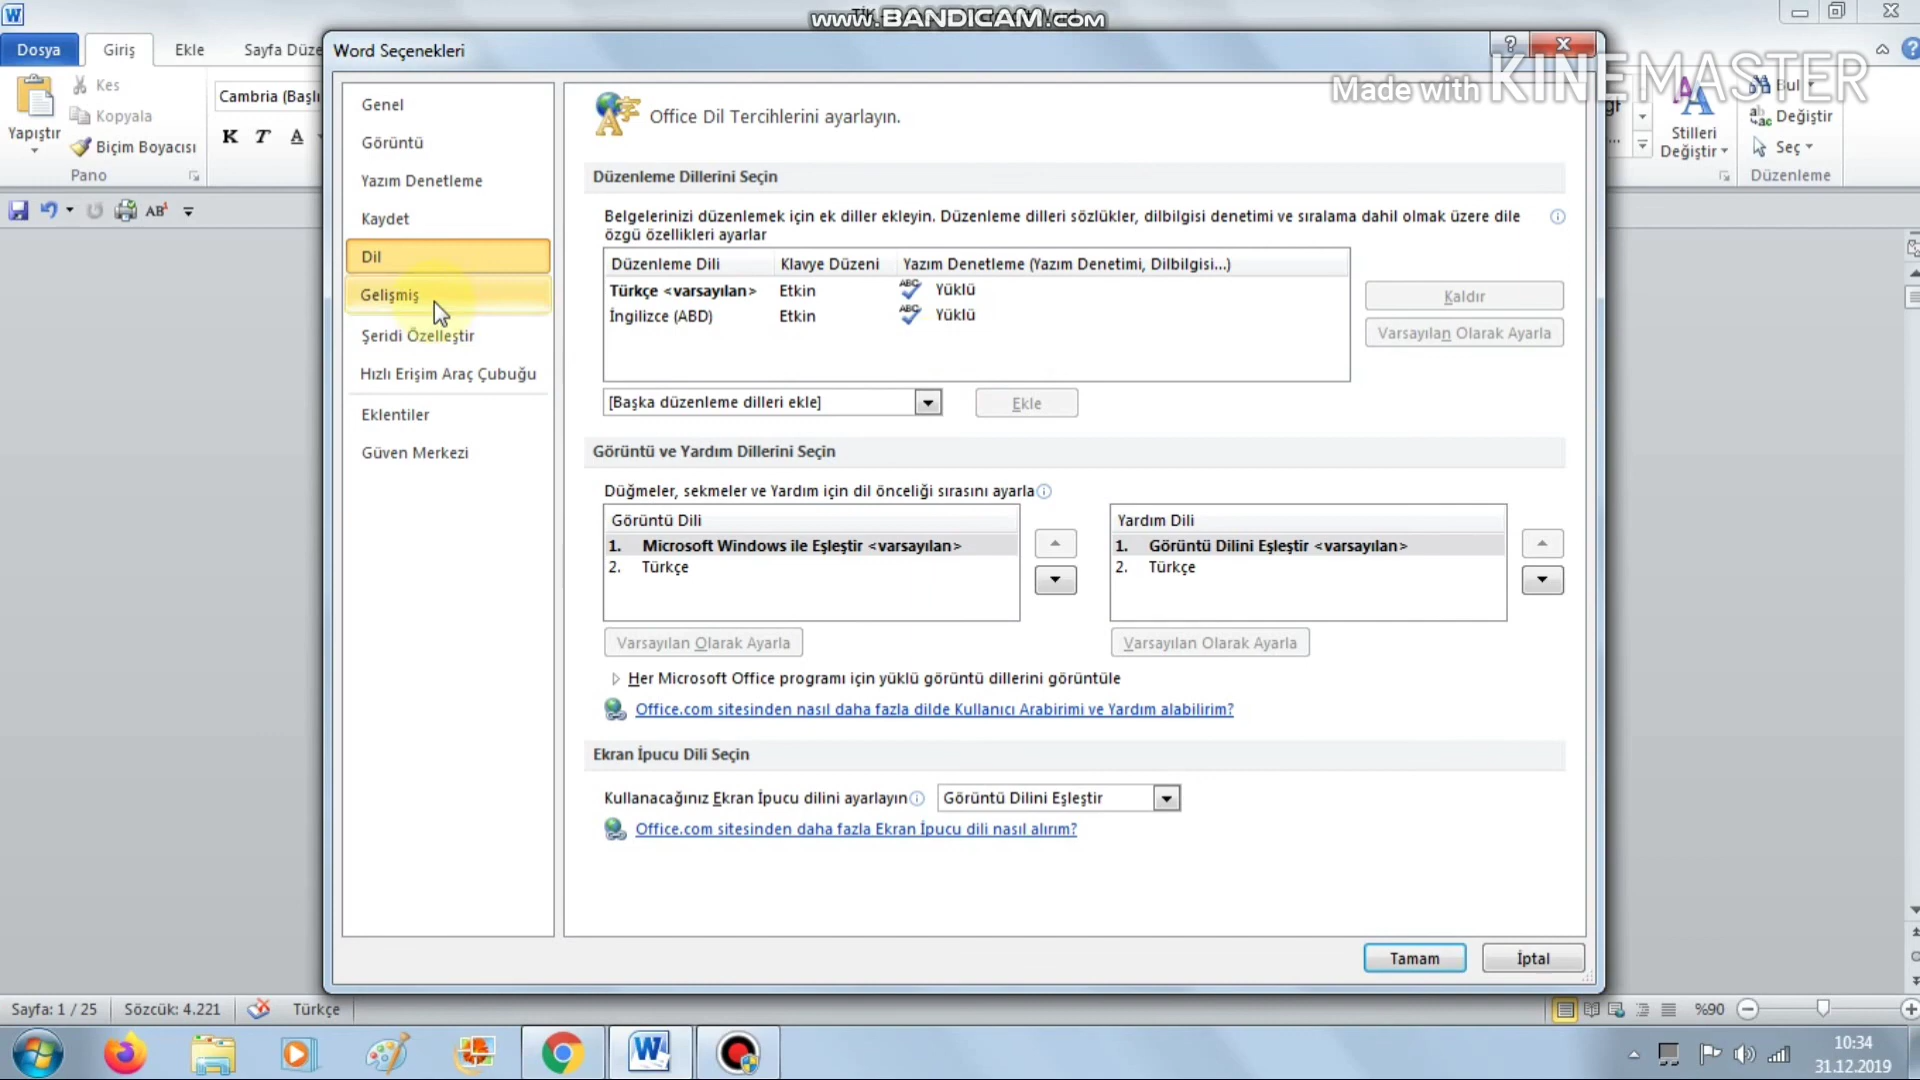 www.BANDICAM.com
Dosya
Giriş
Ekle
Sayfa Düze
Word Seçenekleri
Made with KINEMASTER
Kes
Kopyala
Biçim Boyacısı
Yapıştır
Pano
Cambria (Başlı
K T A
Stilleri
Değiştir
Bul
Değiştir
Seç
Düzenleme
Genel
Görüntü
Yazım Denetleme
Kaydet
Dil
Gelişmiş
Şeridi Özelleştir
Hızlı Erişim Araç Çubuğu
Eklentiler
Güven Merkezi
Office Dil Tercihlerini ayarlayın.
Düzenleme Dillerini Seçin
Belgelerinizi düzenlemek için ek diller ekleyin. Düzenleme dilleri sözlükler, dilbilgisi denetimi ve sıralama dahil olmak üzere dile
özgü özellikleri ayarlar
Düzenleme Dili Klavye Düzeni Yazım Denetleme (Yazım Denetimi, Dilbilgisi...)
Türkçe <varsayılan> Etkin Yüklü
İngilizce (ABD) Etkin Yüklü
Kaldır
Varsayılan Olarak Ayarla
[Başka düzenleme dilleri ekle]
Ekle
Görüntü ve Yardım Dillerini Seçin
Düğmeler, sekmeler ve Yardım için dil önceliği sırasını ayarla
Görüntü Dili
1. Microsoft Windows ile Eşleştir <varsayılan>
2. Türkçe
Varsayılan Olarak Ayarla
Yardım Dili
1. Görüntü Dilini Eşleştir <varsayılan>
2. Türkçe
Varsayılan Olarak Ayarla
Her Microsoft Office programı için yüklü görüntü dillerini görüntüle
Office.com sitesinden nasıl daha fazla dilde Kullanıcı Arabirimi ve Yardım alabilirim?
Ekran İpucu Dili Seçin
Kullanacağınız Ekran İpucu dilini ayarlayın Görüntü Dilini Eşleştir
Office.com sitesinden daha fazla Ekran İpucu dili nasıl alırım?
Tamam
İptal
Sayfa: 1 / 25
Sözcük: 4.221
Türkçe
%90
10:34
31.12.2019